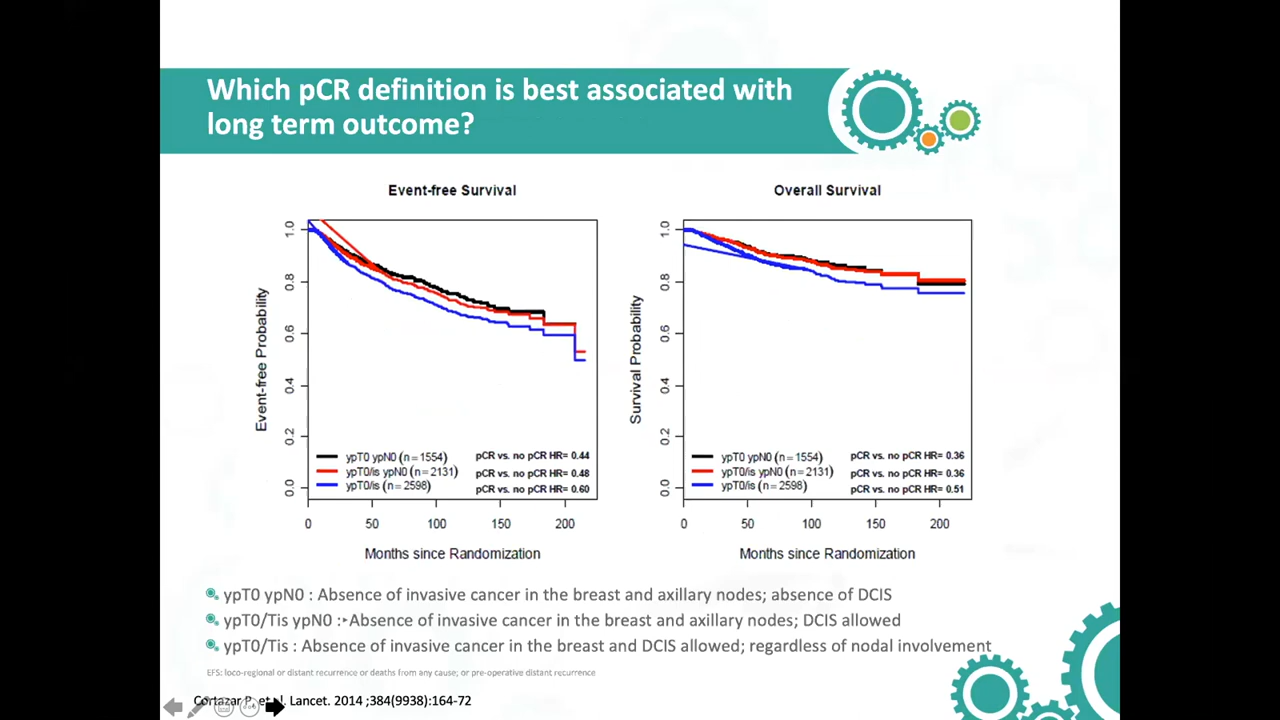 Which pCR definition is best associated with
long term outcome?
Event-free Survival
Event-free Probability
1.0
0.8
0.6
0.4
0.2
0.0
ypT0 ypN0 (n=1554) pCR vs. no pCR HR= 0.44
ypT0/is ypN0 (n=2131) pCR vs. no pCR HR= 0.48
ypT0/is (n=2598) pCR vs. no pCR HR= 0.60
0 50 100 150 200
Months since Randomization
Overall Survival
Survival Probability
1.0
0.8
0.6
0.4
0.2
0.0
ypT0 ypN0 (n=1554) pCR vs. no pCR HR= 0.36
ypT0/is ypN0 (n=2131) pCR vs. no pCR HR= 0.36
ypT0/is (n=2598) pCR vs. no pCR HR= 0.51
0 50 100 150 200
Months since Randomization
ypT0 ypN0 : Absence of invasive cancer in the breast and axillary nodes; absence of DCIS
ypT0/Tis ypN0 : Absence of invasive cancer in the breast and axillary nodes; DCIS allowed
ypT0/Tis : Absence of invasive cancer in the breast and DCIS allowed; regardless of nodal involvement
EFS: loco-regional or distant recurrence or deaths from any cause; or pre-operative distant recurrence
Cortazar P, et al. Lancet. 2014 ;384(9938):164-72